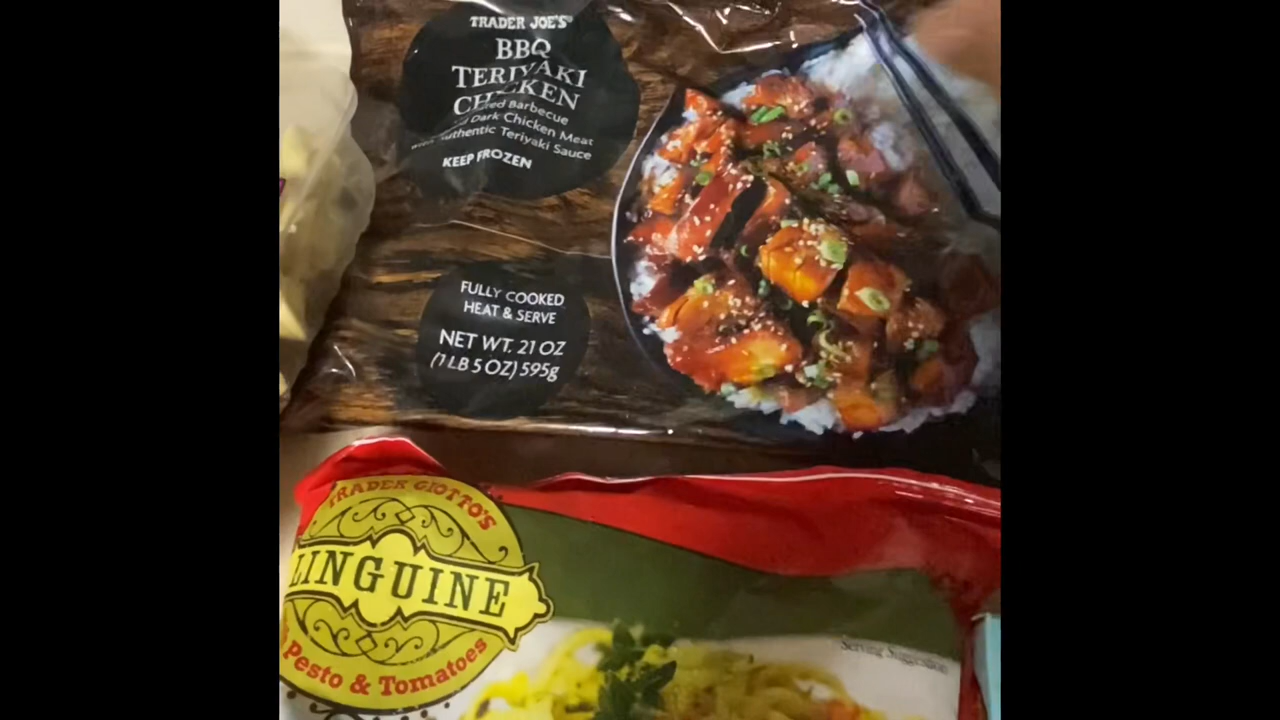 TRADER JOE'S®
BBQ
TERIYAKI
CHICKEN
Barbecue
Dark Chicken Meat
Authentic Teriyaki Sauce
KEEP FROZEN
FULLY COOKED
HEAT & SERVE
NET WT. 21 OZ
(1 LB 5 OZ) 595g
TRADER GIOTTO'S
LINGUINE
Pesto & Tomatoes
Serving Suggestion